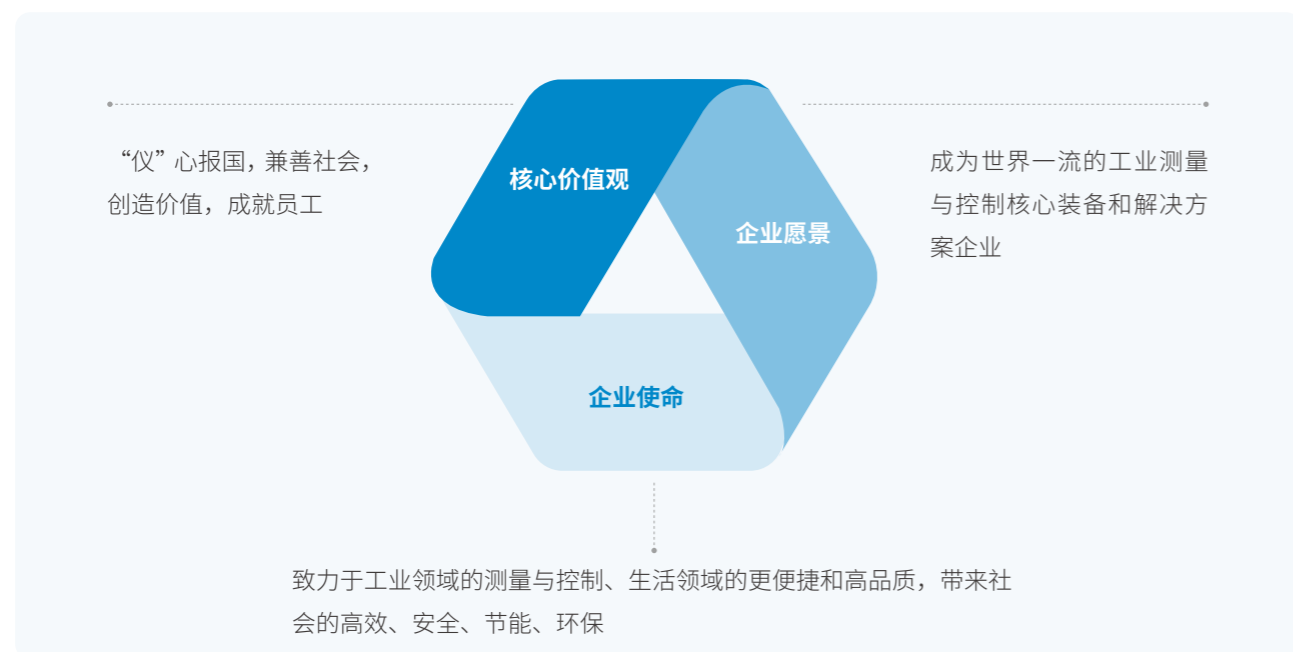 “仪”心报国，兼善社会，
创造价值，成就员工
核心价值观
企业愿景
成为世界一流的工业测量
与控制核心装备和解决方
案企业
企业使命
致力于工业领域的测量与控制、生活领域的更便捷和高品质，带来社
会的高效、安全、节能、环保